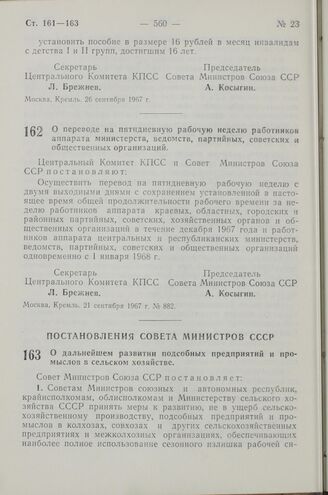 Ст. 161—163 — 560 — № 23
установить пособие в размере 16 рублей в месяц инвалидам
с детства I и II групп, достигшим 16 лет.
Секретарь Председатель
Центрального Комитета КПСС Совета Министров Союза ССР
Л. Брежнев. А. Косыгин.
Москва, Кремль. 26 сентября 1967 г.
162 О переводе на пятидневную рабочую неделю работников
аппарата министерств, ведомств, партийных, советских и
общественных организаций.
Центральный Комитет КПСС и Совет Министров Союза
ССР постановляют:
Осуществить перевод на пятидневную рабочую неделю с
двумя выходными днями с сохранением установленной в настоя-
щее время общей продолжительности рабочего времени за не-
делю работников аппарата краевых, областных, городских и
районных партийных, советских, хозяйственных органов и об-
щественных организаций в течение декабря 1967 года и работ-
ников аппарата центральных и республиканских министерств,
ведомств, партийных, советских и общественных организаций
одновременно с 1 января 1968 г.
Секретарь Председатель
Центрального Комитета КПСС Совета Министров Союза ССР
Л. Брежнев. А. Косыгин.
Москва, Кремль. 21 сентября 1967 г. № 882.
ПОСТАНОВЛЕНИЯ СОВЕТА МИНИСТРОВ СССР
163 О дальнейшем развитии подсобных предприятий и про-
мыслов в сельском хозяйстве.
Совет Министров Союза ССР постановляет:
1. Советам Министров союзных и автономных республик,
крайисполкомам, облисполкомам и Министерству сельского хо-
зяйства СССР принять меры к развитию, не в ущерб сельско-
хозяйственному производству, подсобных предприятий и про-
мыслов в колхозах, совхозах и других сельскохозяйственных
предприятиях и межколхозных организациях, обеспечивающих
наиболее полное использование сезонного излишка рабочей си-